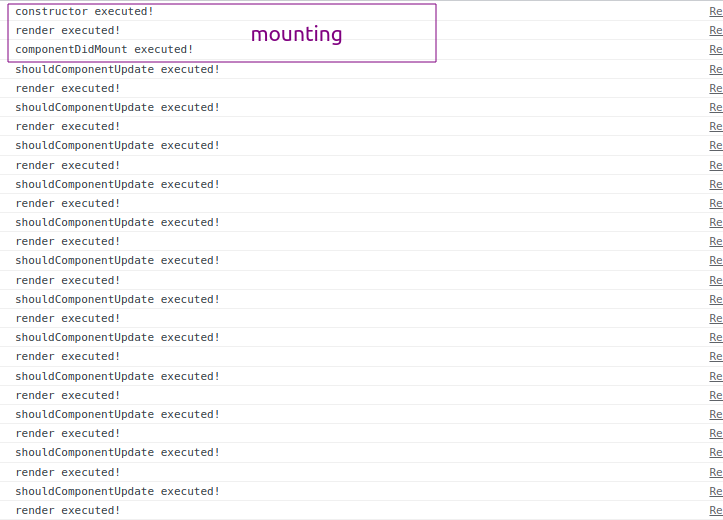 constructor executed! Re
render executed! mounting Re
componentDidMount executed! Re
shouldComponentUpdate executed! Re
render executed! Re
shouldComponentUpdate executed! Re
render executed! Re
shouldComponentUpdate executed! Re
render executed! Re
shouldComponentUpdate executed! Re
render executed! Re
shouldComponentUpdate executed! Re
render executed! Re
shouldComponentUpdate executed! Re
render executed! Re
shouldComponentUpdate executed! Re
render executed! Re
shouldComponentUpdate executed! Re
render executed! Re
shouldComponentUpdate executed! Re
render executed! Re
shouldComponentUpdate executed! Re
render executed! Re
shouldComponentUpdate executed! Re
render executed! Re
shouldComponentUpdate executed! Re
render executed! Re